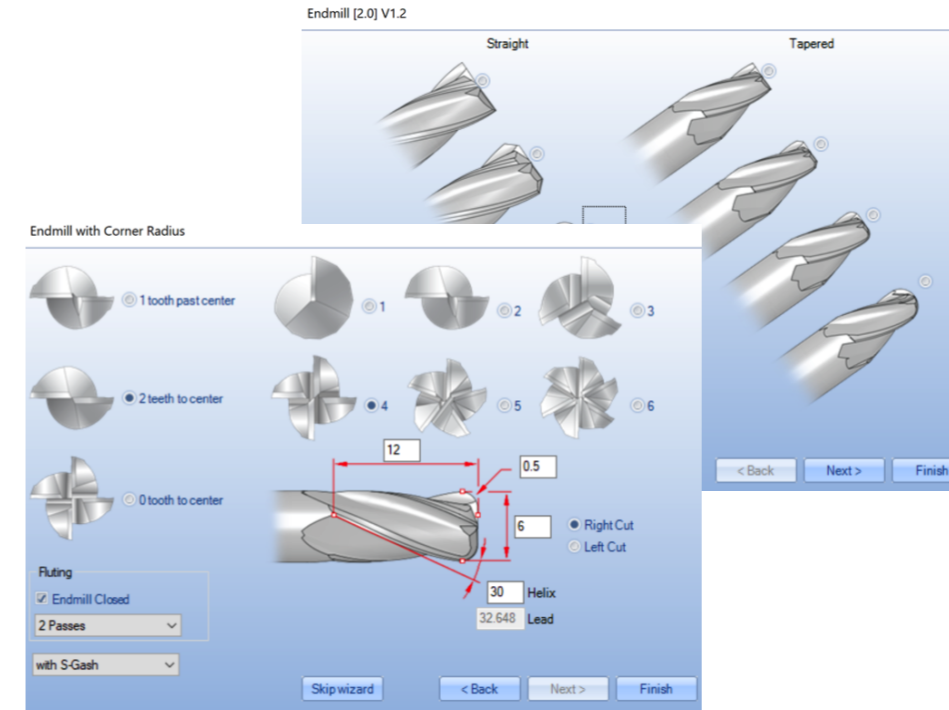 Endmill [2.0] V1.2
Straight
Tapered
< Back
Next >
Finish
Endmill with Corner Radius
1 tooth past center
1
2
3
2 teeth to center
4
5
6
0 tooth to center
12
0.5
6
Right Cut
Left Cut
30 Helix
32.648 Lead
Fluting
Endmill Closed
2 Passes
with S-Gash
Skip wizard
< Back
Next >
Finish